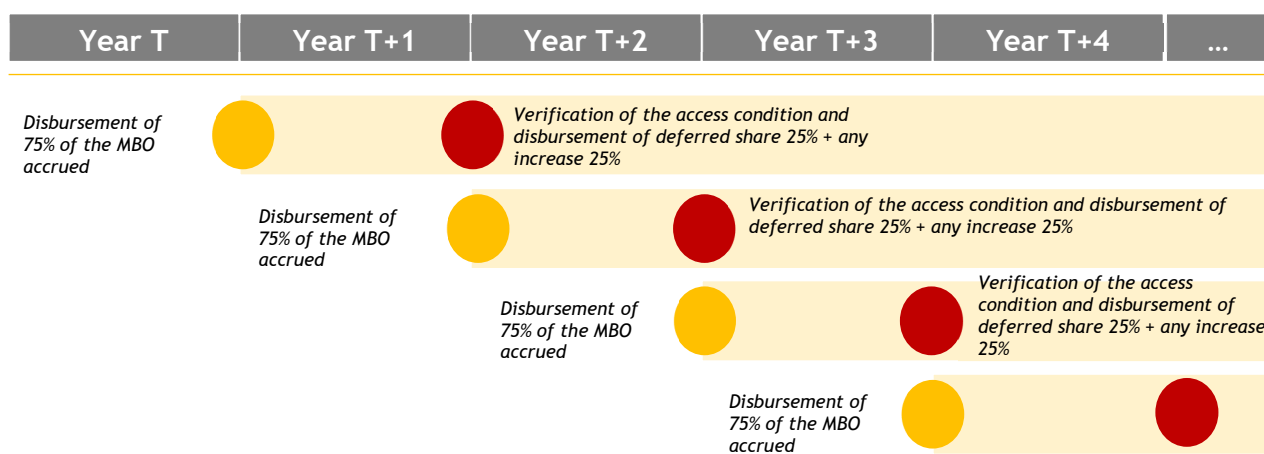 Year T
Year T+1
Year T+2
Year T+3
Year T+4
…
Disbursement of
75% of the MBO
accrued
Verification of the access condition and
disbursement of deferred share 25% + any
increase 25%
Disbursement of
75% of the MBO
accrued
Verification of the access condition and disbursement of
deferred share 25% + any increase 25%
Disbursement of
75% of the MBO
accrued
Verification of the access
condition and disbursement of
deferred share 25% + any increase
25%
Disbursement of
75% of the MBO
accrued